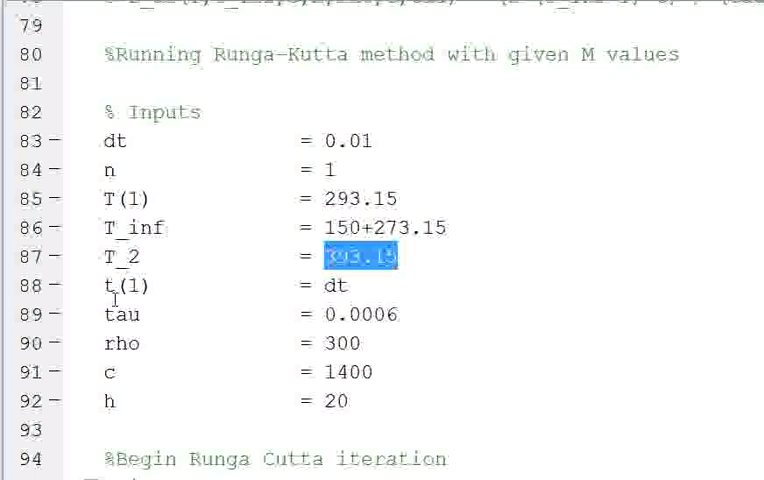 79
80 %Running Runga-Kutta method with given M values
81
82 % Inputs
83 - dt = 0.01
84 - n = 1
85 - T(1) = 293.15
86 - T_inf = 150+273.15
87 - T_2 = 393.15
88 - t(1) = dt
89 - tau = 0.0006
90 - rho = 300
91 - c = 1400
92 - h = 20
93
94 %Begin Runga Cutta iteration